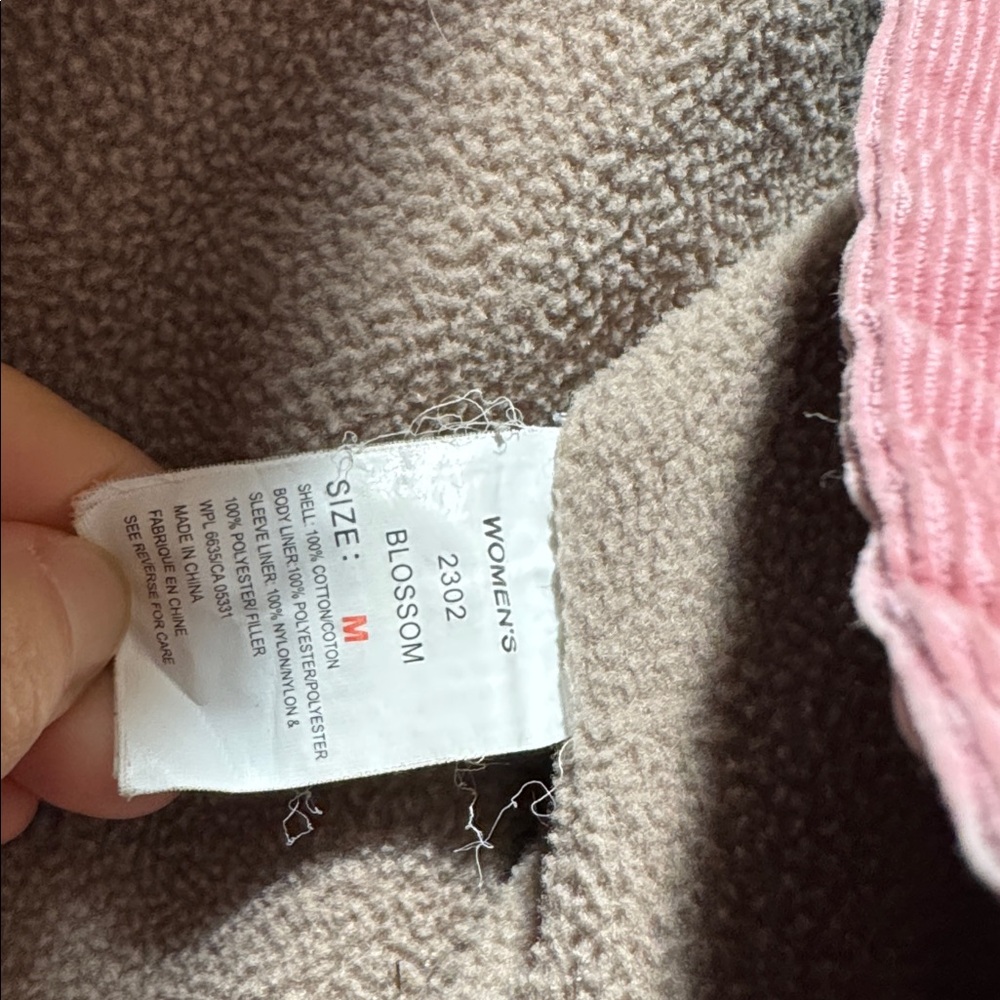 WOMEN'S
2302
BLOSSOM
SIZE: M
SHELL: 100% COTTON/COTON
BODY LINER:100% POLYESTER/POLYESTER
SLEEVE LINER: 100% NYLON/NYLON &
100% POLYESTER/ FILLER
WPL 6635/CA 05331
MADE IN CHINA
FABRIQUE EN CHINE
SEE REVERSE FOR CARE